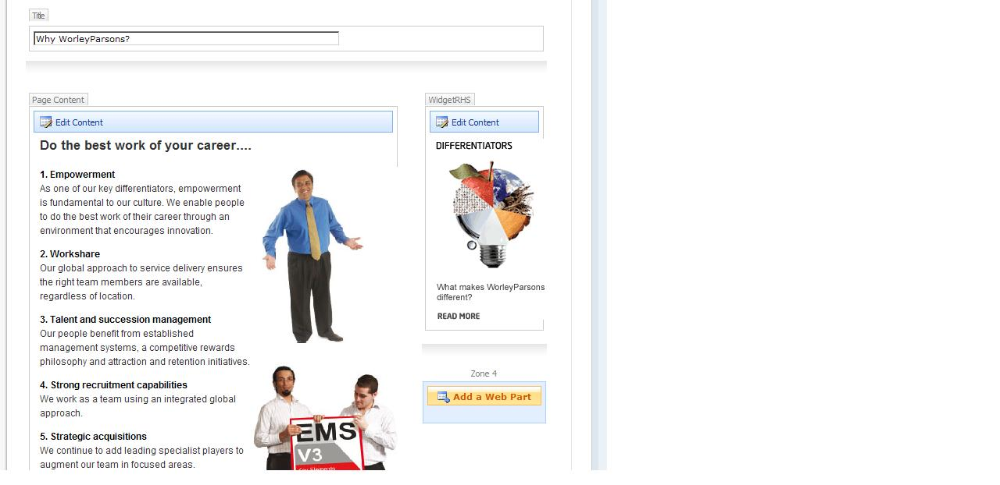 Title
Why WorleyParsons?
Page Content
Edit Content
Do the best work of your career....
1. Empowerment
As one of our key differentiators, empowerment
is fundamental to our culture. We enable people
to do the best work of their career through an
environment that encourages innovation.
2. Workshare
Our global approach to service delivery ensures
the right team members are available,
regardless of location.
3. Talent and succession management
Our people benefit from established
management systems, a competitive rewards
philosophy and attraction and retention initiatives.
4. Strong recruitment capabilities
We work as a team using an integrated global
approach.
5. Strategic acquisitions
We continue to add leading specialist players to
augment our team in focused areas.
EMS
V3
Key Elements
WidgetRHS
Edit Content
DIFFERENTIATORS
What makes WorleyParsons
different?
READ MORE
Zone 4
Add a Web Part